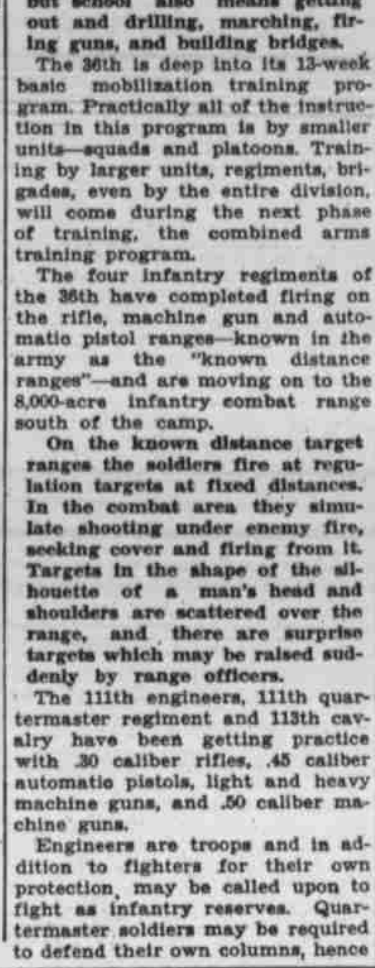 but school also means getting
out and drilling, marching, fir-
ing guns, and building bridges.
The 36th is deep into its 13-week
basic mobilization training pro-
gram. Practically all of the instruc-
tion in this program is by smaller
units—squads and platoons. Train-
ing by larger units, regiments, bri-
gades, even by the entire division,
will come during the next phase
of training, the combined arms
training program.
The four infantry regiments of
the 36th have completed firing on
the rifle, machine gun and auto-
matic pistol ranges—known in the
army as the "known distance
ranges"—and are moving on to the
8,000-acre infantry combat range
south of the camp.
On the known distance target
ranges the soldiers fire at regu-
lation targets at fixed distances.
In the combat area they simu-
late shooting under enemy fire,
seeking cover and firing from it.
Targets in the shape of the sil-
houette of a man's head and
shoulders are scattered over the
range, and there are surprise
targets which may be raised sud-
denly by range officers.
The 111th engineers, 111th quar-
termaster regiment and 113th cav-
alry have been getting practice
with .30 caliber rifles, .45 caliber
automatic pistols, light and heavy
machine guns, and .50 caliber ma-
chine guns.
Engineers are troops and in ad-
dition to fighters for their own
protection, may be called upon to
fight as infantry reserves. Quar-
termaster soldiers may be required
to defend their own columns, hence